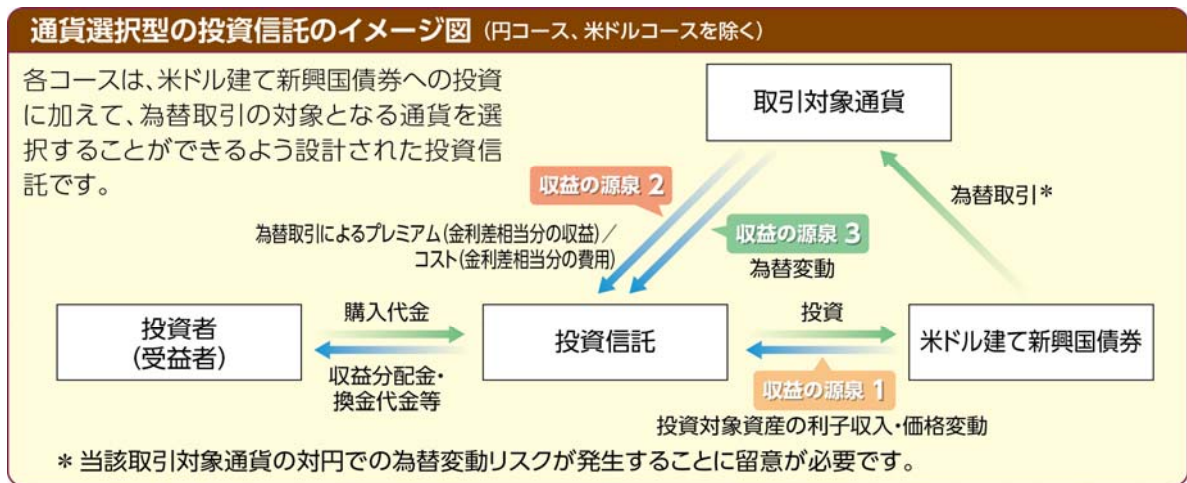 通貨選択型の投資信託のイメージ図（円コース、米ドルコースを除く）
各コースは、米ドル建て新興国債券への投資
に加えて、為替取引の対象となる通貨を選
択することができるよう設計された投資信
託です。
取引対象通貨
収益の源泉 2
為替取引＊
為替取引によるプレミアム（金利差相当分の収益）／
コスト（金利差相当分の費用）
収益の源泉 3
為替変動
投資者
（受益者）
購入代金
収益分配金・
換金代金等
投資信託
投資
収益の源泉 1
投資対象資産の利子収入・価格変動
米ドル建て新興国債券
＊当該取引対象通貨の対円での為替変動リスクが発生することに留意が必要です。